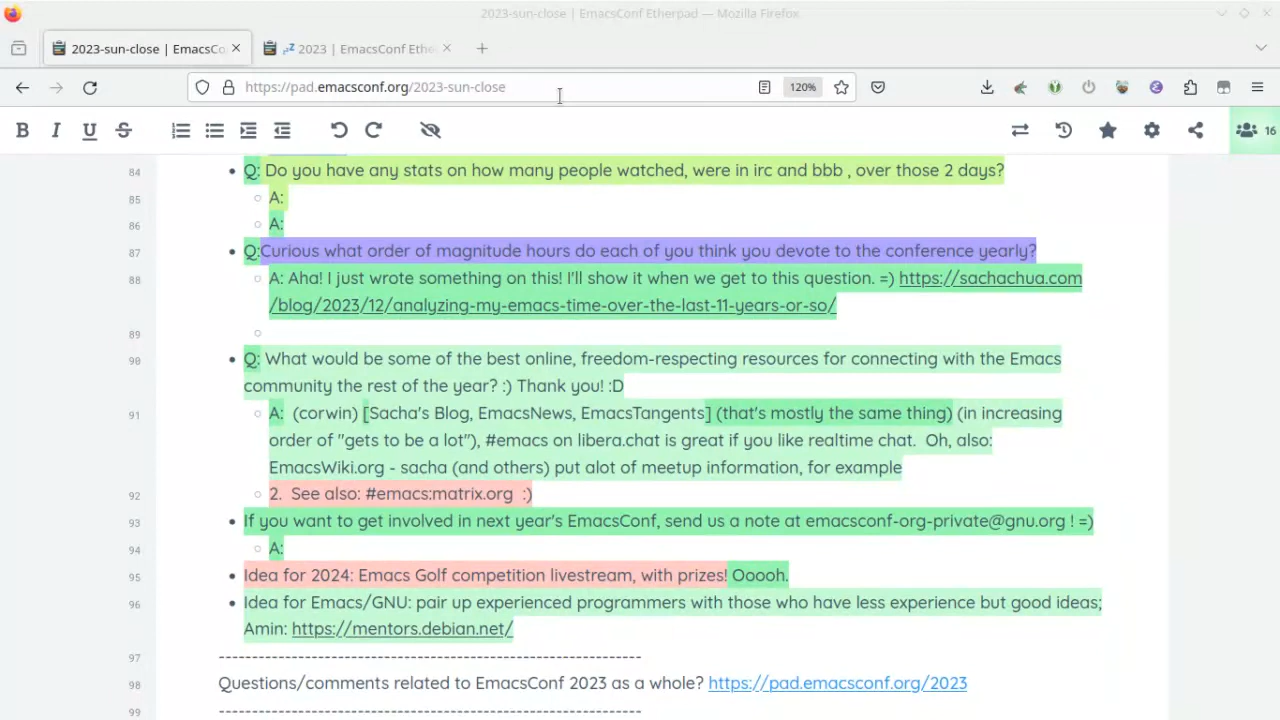 2023-sun-close | EmacsConf Etherpad — Mozilla Firefox
2023-sun-close | EmacsCo
💤 2023 | EmacsConf Ethe
https://pad.emacsconf.org/2023-sun-close
120%
16
84
Q: Do you have any stats on how many people watched, were in irc and bbb , over those 2 days?
85
A:
86
A:
87
Q:Curious what order of magnitude hours do each of you think you devote to the conference yearly?
88
A: Aha! I just wrote something on this! I'll show it when we get to this question. =) https://sachachua.com
/blog/2023/12/analyzing-my-emacs-time-over-the-last-11-years-or-so/
89
90
Q: What would be some of the best online, freedom-respecting resources for connecting with the Emacs
community the rest of the year? :) Thank you! :D
91
A: (corwin) [Sacha's Blog, EmacsNews, EmacsTangents] (that's mostly the same thing) (in increasing
order of "gets to be a lot"), #emacs on libera.chat is great if you like realtime chat. Oh, also:
EmacsWiki.org - sacha (and others) put alot of meetup information, for example
92
2. See also: #emacs:matrix.org :)
93
If you want to get involved in next year's EmacsConf, send us a note at emacsconf-org-private@gnu.org ! =)
94
A:
95
Idea for 2024: Emacs Golf competition livestream, with prizes! Ooooh.
96
Idea for Emacs/GNU: pair up experienced programmers with those who have less experience but good ideas;
Amin: https://mentors.debian.net/
97
----------------------------------------------------------------
98
Questions/comments related to EmacsConf 2023 as a whole? https://pad.emacsconf.org/2023
99
----------------------------------------------------------------